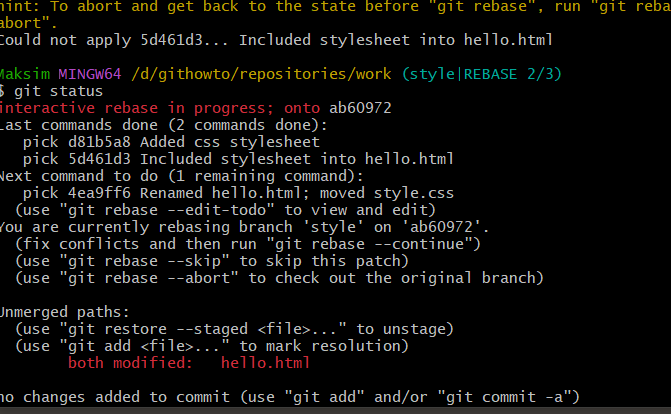 hint: To abort and get back to the state before "git rebase", run "git reba
abort".
Could not apply 5d461d3... Included stylesheet into hello.html
Maksim MINGW64 /d/githowto/repositories/work (style|REBASE 2/3)
$ git status
interactive rebase in progress; onto ab60972
Last commands done (2 commands done):
pick d81b5a8 Added css stylesheet
pick 5d461d3 Included stylesheet into hello.html
Next command to do (1 remaining command):
pick 4ea9ff6 Renamed hello.html; moved style.css
(use "git rebase --edit-todo" to view and edit)
You are currently rebasing branch 'style' on 'ab60972'.
(fix conflicts and then run "git rebase --continue")
(use "git rebase --skip" to skip this patch)
(use "git rebase --abort" to check out the original branch)
Unmerged paths:
(use "git restore --staged <file>..." to unstage)
(use "git add <file>..." to mark resolution)
both modified:   hello.html
no changes added to commit (use "git add" and/or "git commit -a")